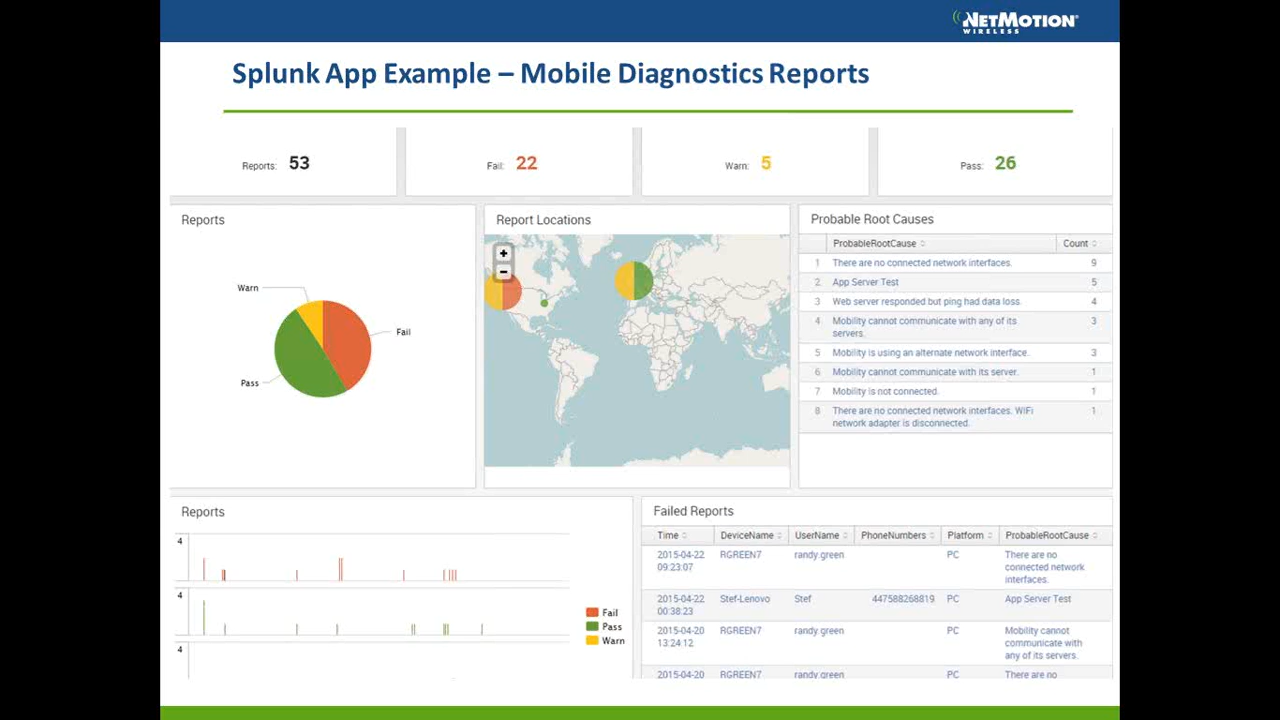 NETMOTION
WIRELESS
Splunk App Example – Mobile Diagnostics Reports
Reports: 53
Fail: 22
Warn: 5
Pass: 26
Reports
Warn
Fail
Pass
Report Locations
+
−
Probable Root Causes
ProbableRootCause Count
1 There are no connected network interfaces. 9
2 App Server Test 5
3 Web server responded but ping had data loss. 4
4 Mobility cannot communicate with any of its 3
servers.
5 Mobility is using an alternate network interface. 3
6 Mobility cannot communicate with its server. 1
7 Mobility is not connected. 1
8 There are no connected network interfaces. WiFi 1
network adapter is disconnected.
Reports
4
4
4
Fail
Pass
Warn
Failed Reports
Time DeviceName UserName PhoneNumbers Platform ProbableRootCause
2015-04-22 RGREEN7 randy.green PC There are no
09:23:07 connected network
interfaces.
2015-04-22 Stef-Lenovo Stef 447588268819 PC App Server Test
00:38:23
2015-04-20 RGREEN7 randy.green PC Mobility cannot
13:24:12 communicate with
any of its servers.
2015-04-20 RGREEN7 randy.green PC There are no